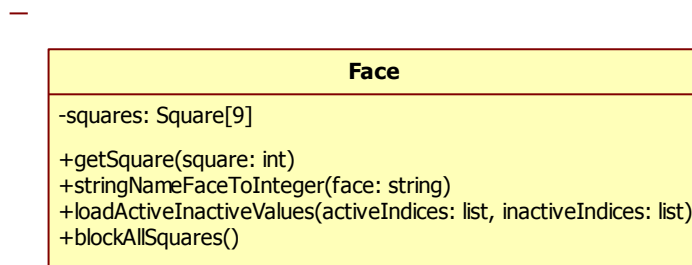 Face
-squares: Square[9]
+getSquare(square: int)
+stringNameFaceToInteger(face: string)
+loadActiveInactiveValues(activeIndices: list, inactiveIndices: list)
+blockAllSquares()